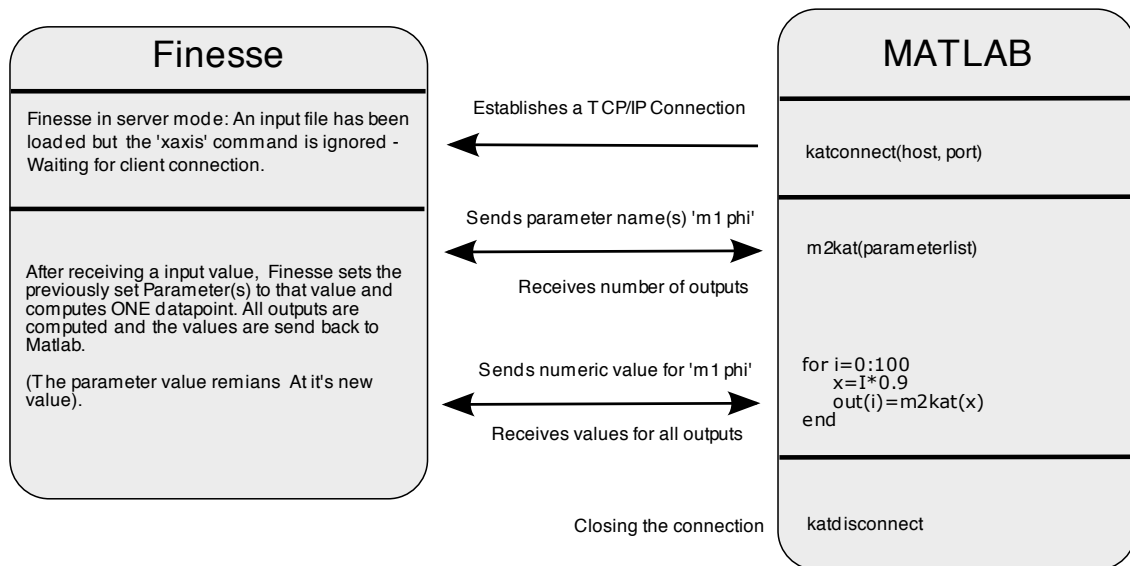 Finesse
Finesse in server mode: An input file has been
loaded but the 'xaxis' command is ignored -
Waiting for client connection.
After receiving a input value, Finesse sets the
previously set Parameter(s) to that value and
computes ONE datapoint. All outputs are
computed and the values are send back to
Matlab.
(The parameter value remians At it's new
value).
Establishes a TCP/IP Connection
Sends parameter name(s) 'm1 phi'
Receives number of outputs
Sends numeric value for 'm1 phi'
Receives values for all outputs
Closing the connection
MATLAB
katconnect(host, port)
m2kat(parameterlist)
for i=0:100
x=I*0.9
out(i)=m2kat(x)
end
katdisconnect